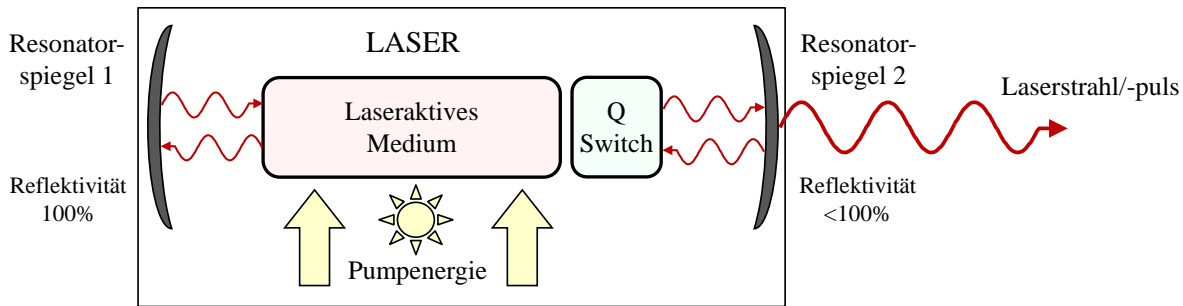 Resonator-
spiegel 1
Reflektivität
100%
LASER
Laseraktives
Medium
Q
Switch
Pumpenergie
Resonator-
spiegel 2
Reflektivität
<100%
Laserstrahl/-puls